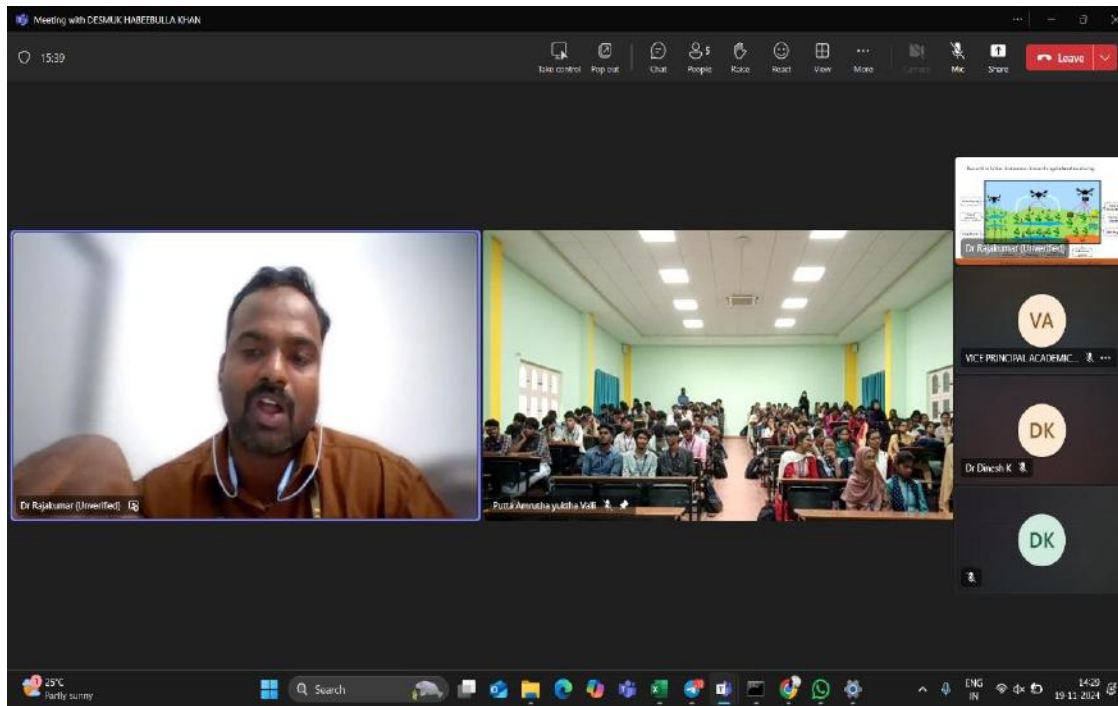 Meeting with DESMUK HABEEBULLA KHAN
15:39
Take control
Pop out
Chat
5
People
Raise
React
View
More
Camera
Mic
Share
Leave
Dr Rajakumar (Unverified)
Putta Amrutha yuktha Valli
Dr Rajakumar (Unverified)
VA
VICE PRINCIPAL ACADEMIC...
DK
Dr Dinesh K
DK
1
25°C
Partly sunny
Search
ENG
IN
14:29
19-11-2024